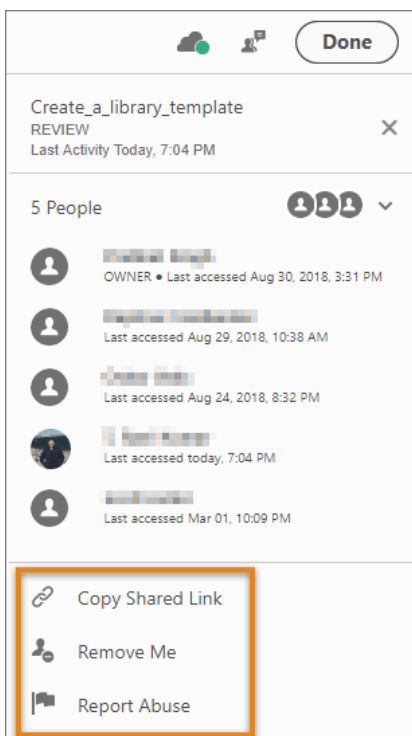 Done
Create_a_library_template
REVIEW
Last Activity Today, 7:04 PM
5 People
OWNER • Last accessed Aug 30, 2018, 3:31 PM
Last accessed Aug 29, 2018, 10:38 AM
Last accessed Aug 24, 2018, 8:32 PM
Last accessed today, 7:04 PM
Last accessed Mar 01, 10:09 PM
Copy Shared Link
Remove Me
Report Abuse